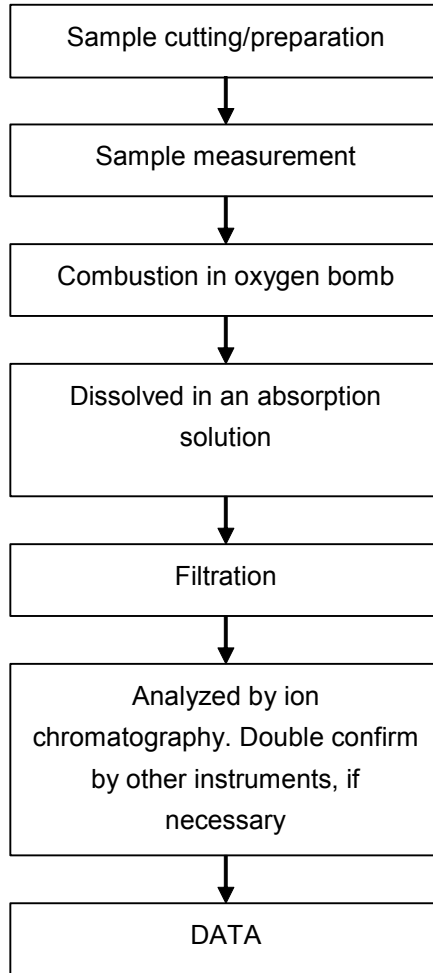 Sample cutting/preparation
Sample measurement
Combustion in oxygen bomb
Dissolved in an absorption
solution
Filtration
Analyzed by ion
chromatography. Double confirm
by other instruments, if
necessary
DATA